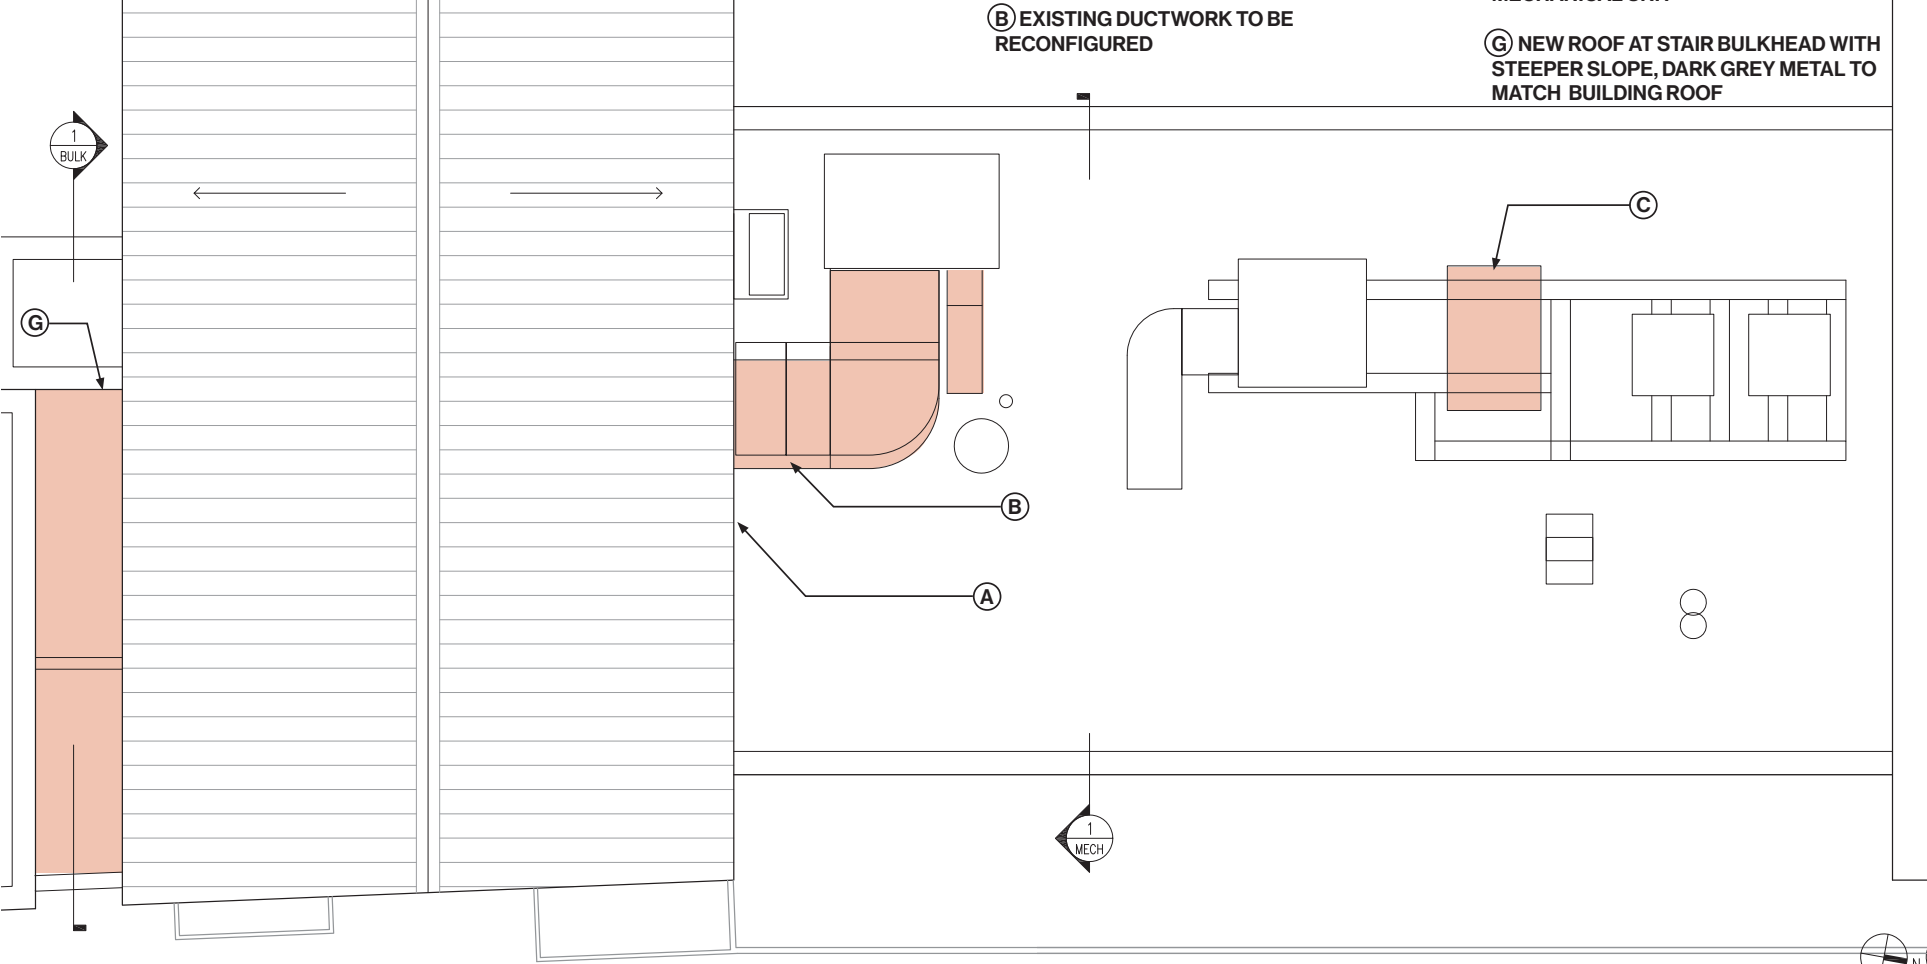 B EXISTING DUCTWORK TO BE
RECONFIGURED
G NEW ROOF AT STAIR BULKHEAD WITH
STEEPER SLOPE, DARK GREY METAL TO
MATCH BUILDING ROOF
1
BULK
C
G
B
A
1
MECH
N